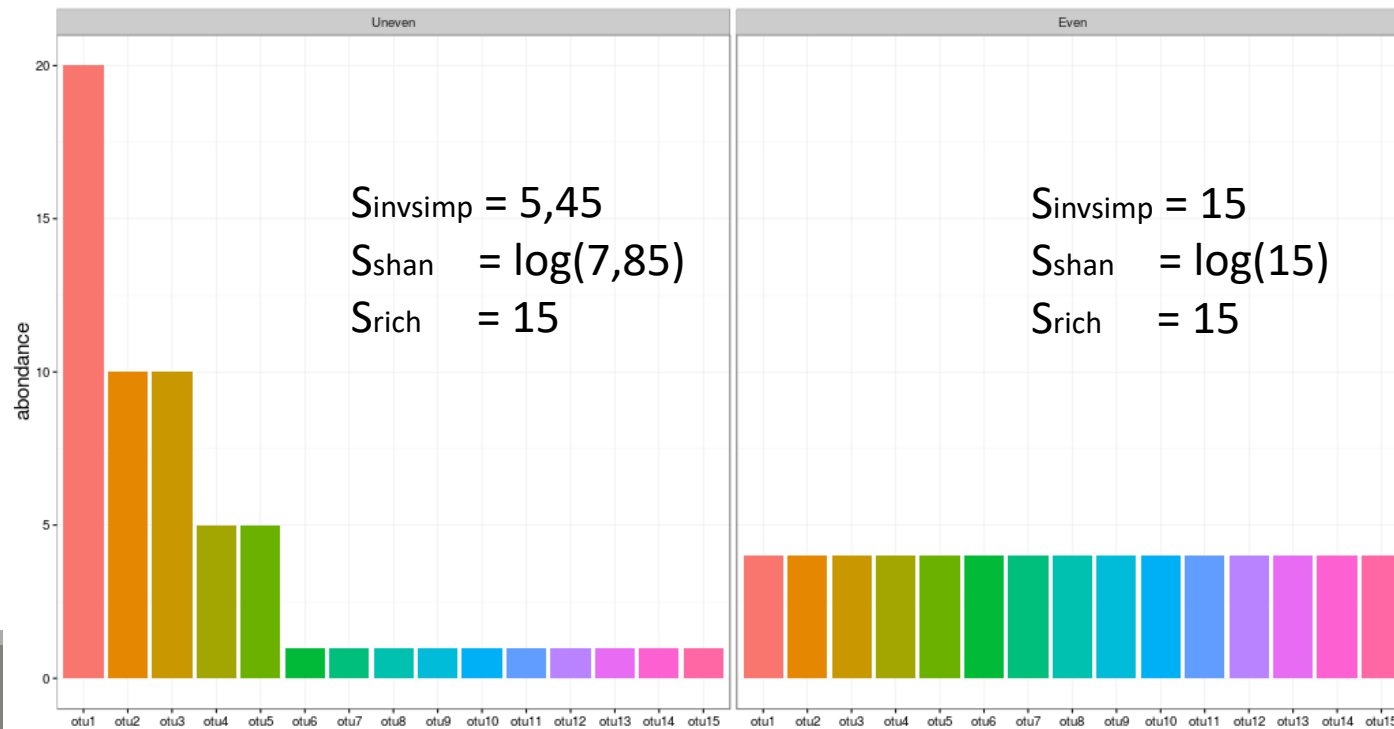 Uneven
Even
abondance
20
15
10
5
0
Sinvsimp = 5,45
Sshan = log(7,85)
Srich = 15
Sinvsimp = 15
Sshan = log(15)
Srich = 15
otu1 otu2 otu3 otu4 otu5 otu6 otu7 otu8 otu9 otu10 otu11 otu12 otu13 otu14 otu15
otu1 otu2 otu3 otu4 otu5 otu6 otu7 otu8 otu9 otu10 otu11 otu12 otu13 otu14 otu15